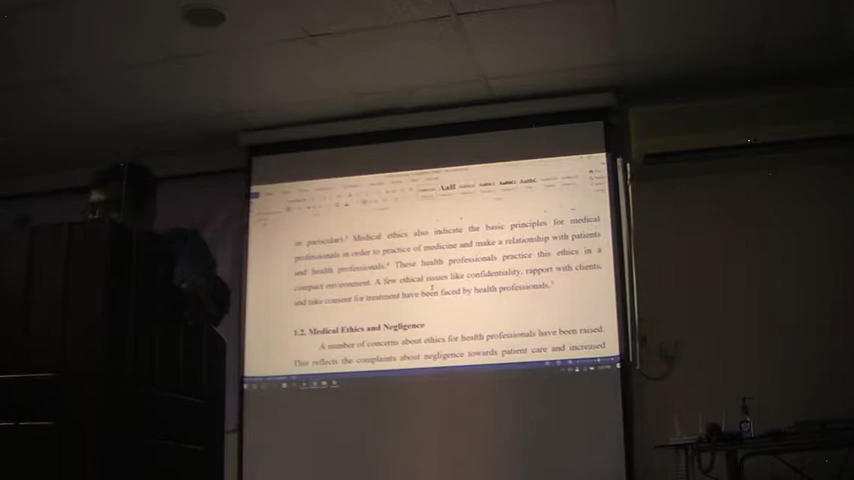 in particular).³ Medical ethics also indicate the basic principles for medical
professionals in order to practice of medicine and make a relationship with patients
and health professionals.⁴ These health professionals practice this ethics in a
compact environment. A few ethical issues like confidentiality, rapport with clients,
and take consent for treatment have been faced by health professionals.⁵
1.2. Medical Ethics and Negligence
A number of concerns about ethics for health professionals have been raised.
This reflects the complaints about negligence towards patient care and increased